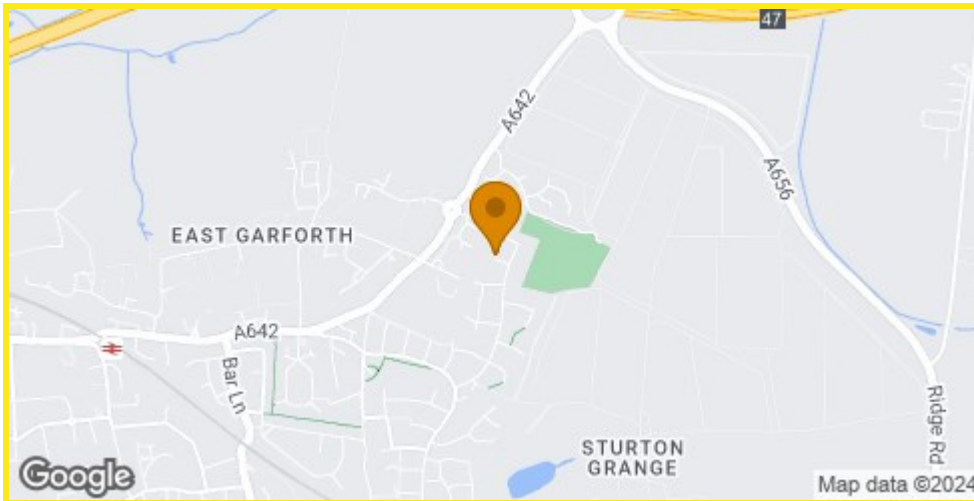 47
A642
A656
EAST GARFORTH
A642
Bar Ln
Ridge Rd
STURTON
GRANGE
Google
Map data ©2024